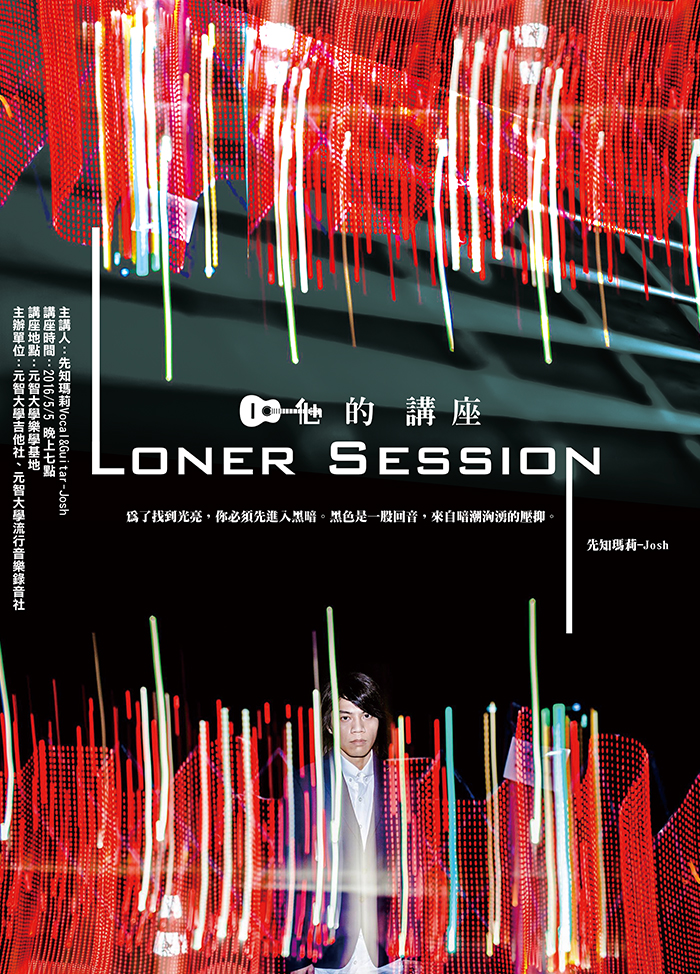 主講人：先知瑪莉Vocal&Guitar-Josh
講座時間：2016/5/5 晚上七點
講座地點：元智大學樂學基地
主辦單位：元智大學吉他社、元智大學流行音樂錄音社
他的講座
LONER SESSION
為了找到光亮，你必須先進入黑暗。黑色是一股回音，來自暗潮洶湧的壓抑。
先知瑪莉-Josh